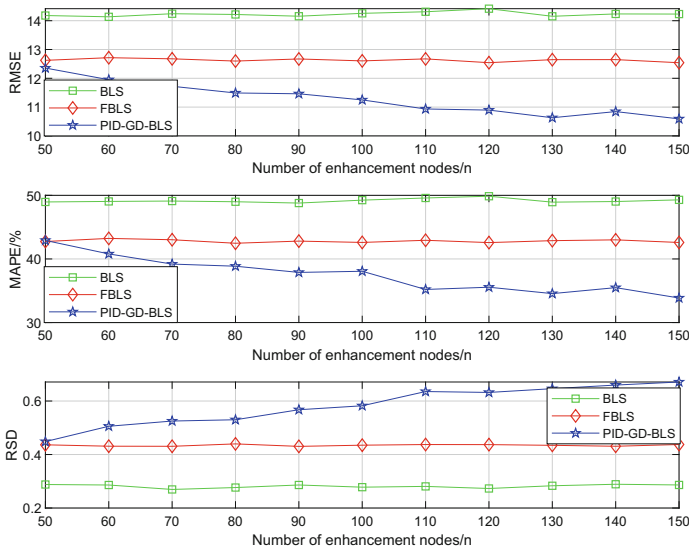 14
13
12
11
10
RMSE
BLS
FBLS
PID-GD-BLS
50 60 70 80 90 100 110 120 130 140 150
Number of enhancement nodes/n
50
40
30
MAPE/%
BLS
FBLS
PID-GD-BLS
50 60 70 80 90 100 110 120 130 140 150
Number of enhancement nodes/n
0.6
0.4
0.2
RSD
BLS
FBLS
PID-GD-BLS
50 60 70 80 90 100 110 120 130 140 150
Number of enhancement nodes/n